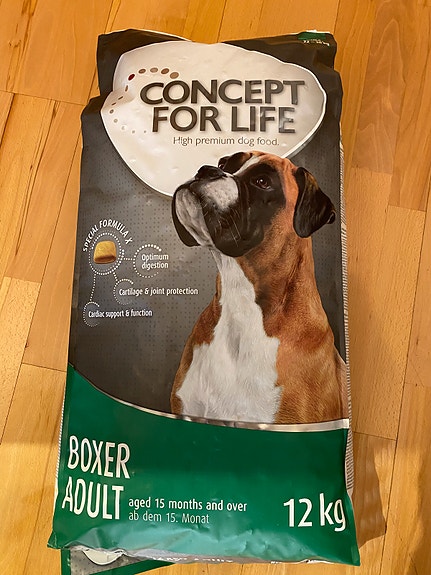 CONCEPT
FOR LIFE
High premium dog food.
SPECIAL FORMULA X
Optimum
digestion
Cartilage & joint protection
Cardiac support & function
BOXER
ADULT
aged 15 months and over
ab dem 15. Monat
12 kg